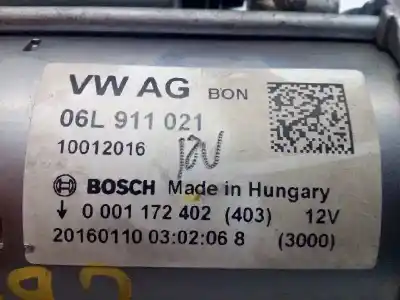 VW AG BON
06L 911 021
10012016
BOSCH Made in Hungary
↓ 0 001 172 402 (403) 12V
20160110 03:02:06 8 (3000)